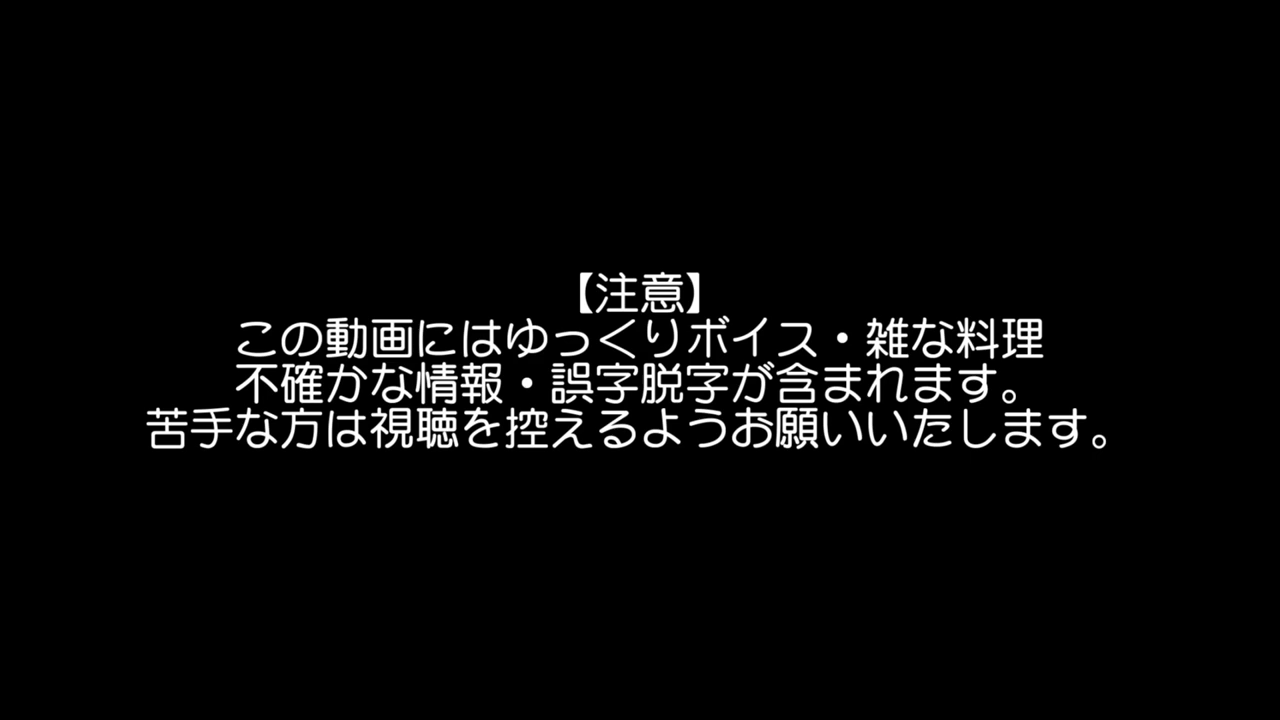 【注意】
この動画にはゆっくりボイス・雑な料理
不確かな情報・誤字脱字が含まれます。
苦手な方は視聴を控えるようお願いいたします。